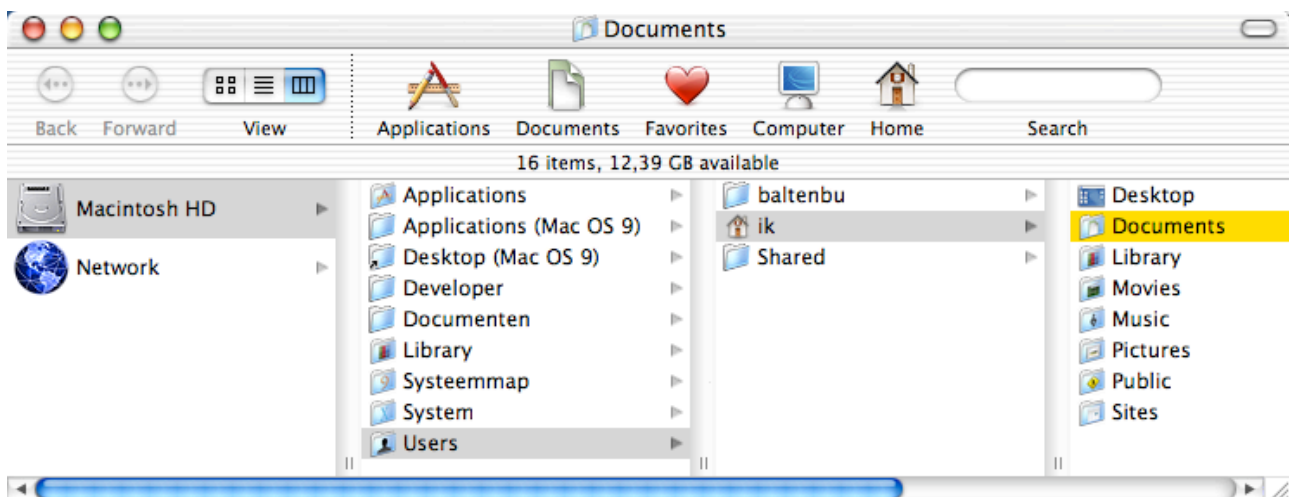 Documents
Back Forward View Applications Documents Favorites Computer Home Search
16 items, 12,39 GB available
Macintosh HD
Network
Applications
Applications (Mac OS 9)
Desktop (Mac OS 9)
Developer
Documenten
Library
Systeemmap
System
Users
baltenbu
ik
Shared
Desktop
Documents
Library
Movies
Music
Pictures
Public
Sites